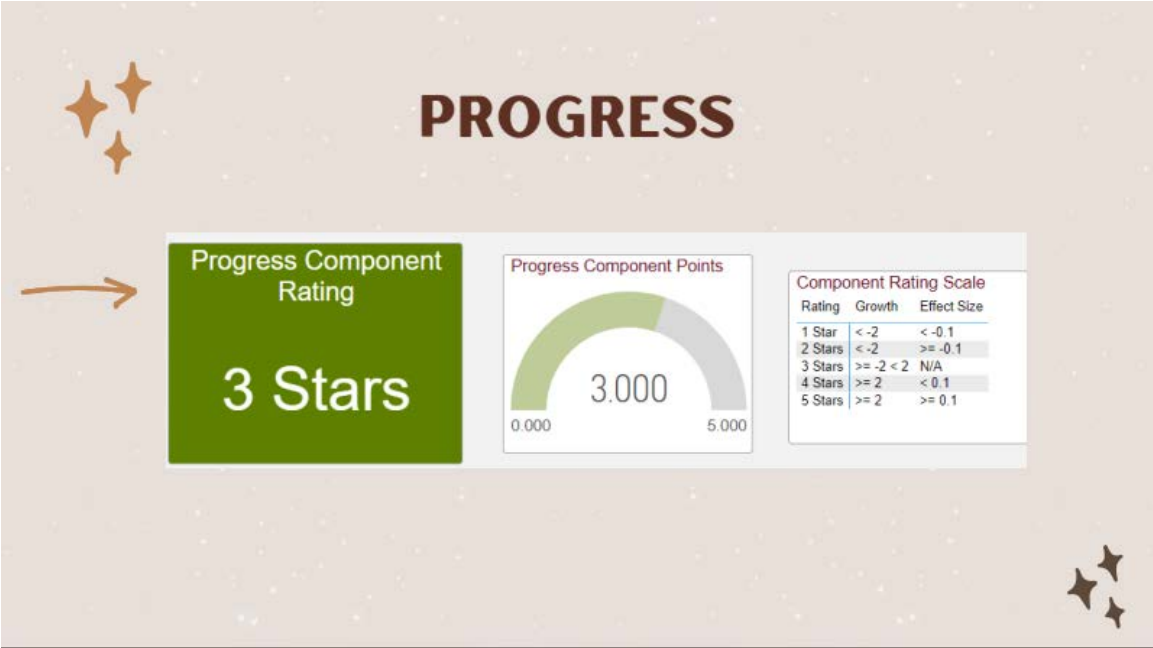 PROGRESS
Progress Component
Rating
3 Stars
Progress Component Points
3.000
0.000 5.000
Component Rating Scale
Rating Growth Effect Size
1 Star < -2 < -0.1
2 Stars < -2 >= -0.1
3 Stars >= -2 < 2 N/A
4 Stars >= 2 < 0.1
5 Stars >= 2 >= 0.1